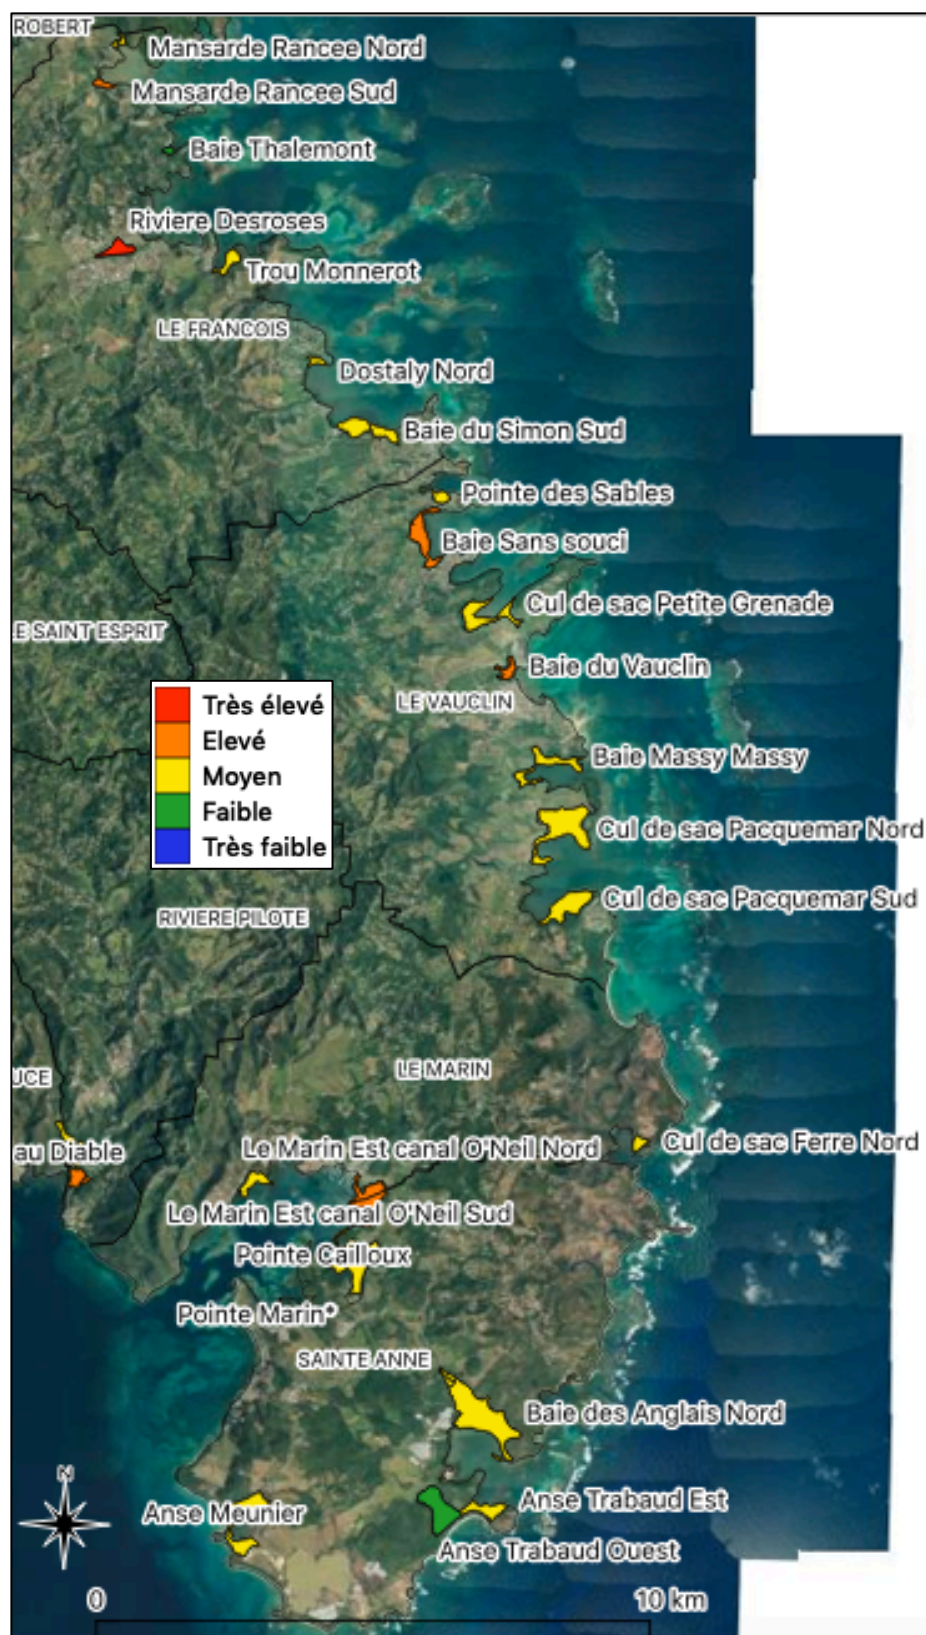 ROBERT
Mansarde Rancee Nord
Mansarde Rancee Sud
Baie Thalemont
Riviere Desroses
Trou Monnerot
LE FRANCOIS
Dostaly Nord
Baie du Simon Sud
Pointe des Sables
Baie Sans souci
Cul de sac Petite Grenade
LE SAINT ESPRIT
Baie du Vauclin
LE VAUCLIN
Très élevé
Elevé
Moyen
Faible
Très faible
Baie Massy Massy
Cul de sac Pacquemar Nord
Cul de sac Pacquemar Sud
RIVIERE PILOTE
LE MARIN
UCE
Cul de sac Ferre Nord
au Diable
Le Marin Est canal O'Neil Nord
Le Marin Est canal O'Neil Sud
Pointe Cailloux
Pointe Marin*
SAINTE ANNE
Baie des Anglais Nord
N
Anse Meunier
Anse Trabaud Est
Anse Trabaud Ouest
0 10 km